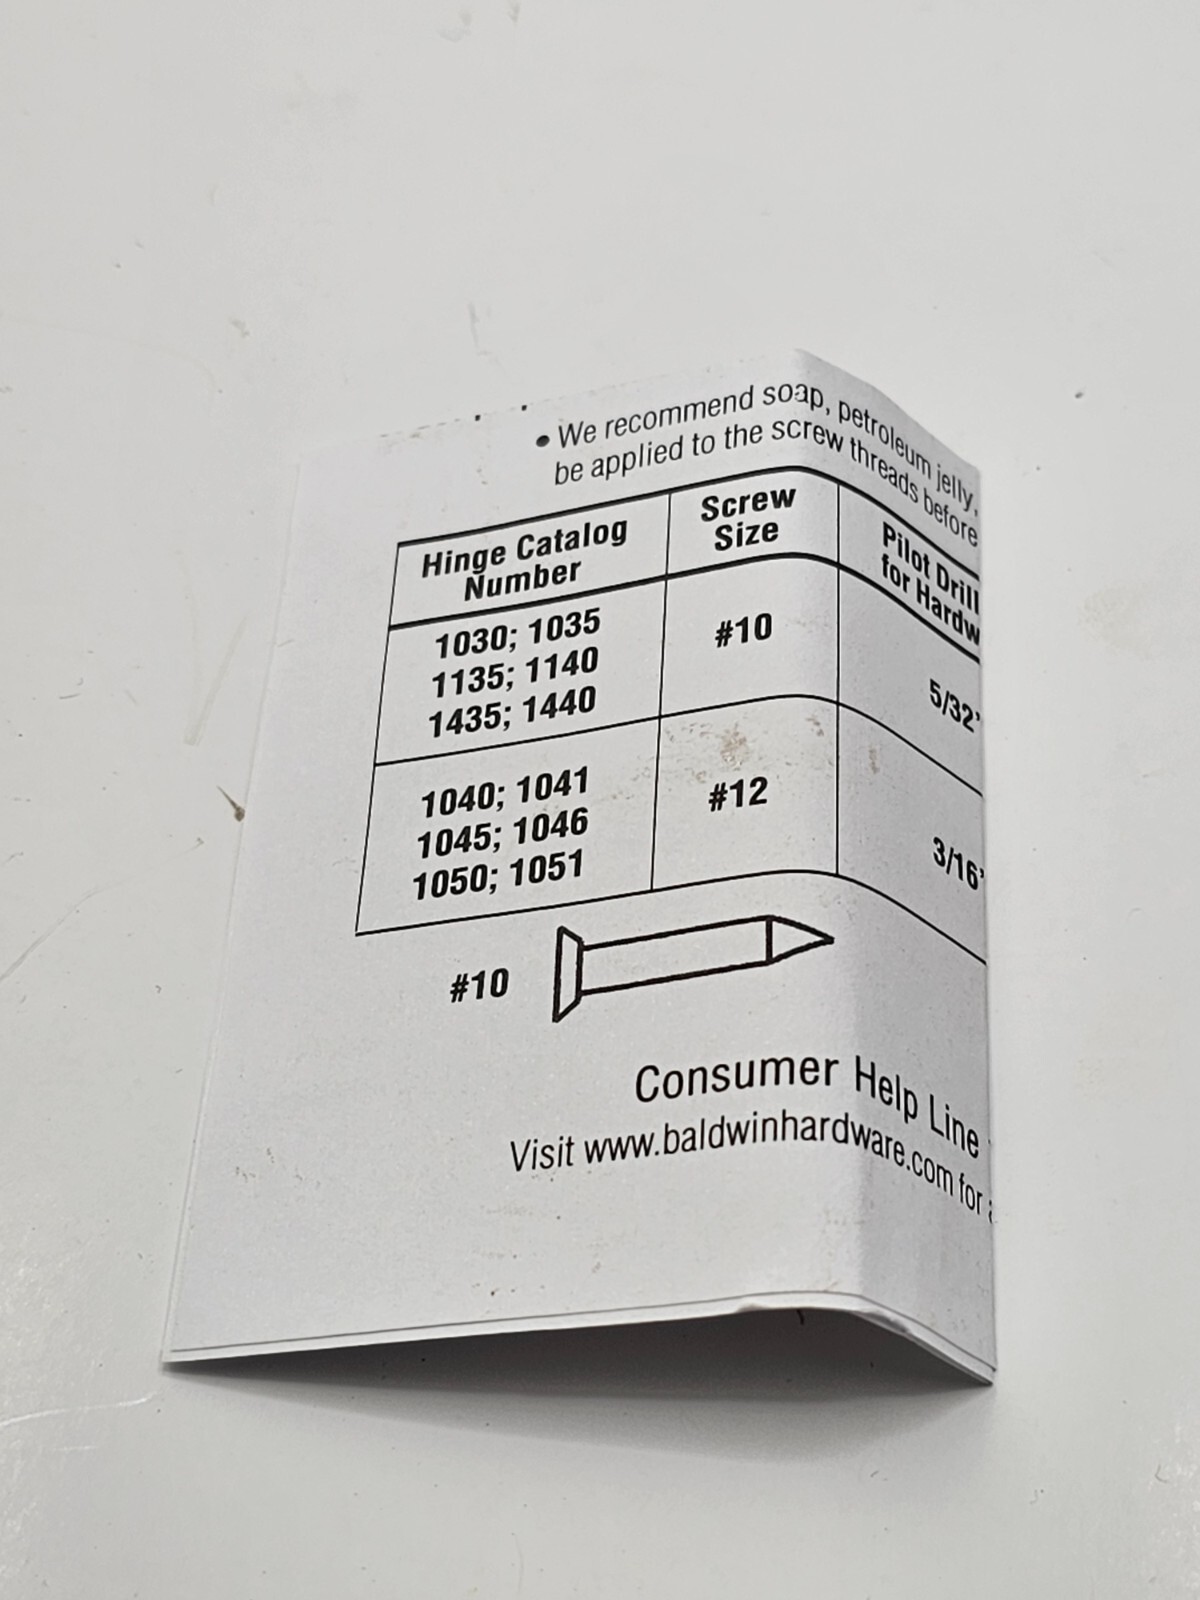 • We recommend soap, petroleum jelly,
be applied to the screw threads before
Hinge Catalog
Number
Screw
Size
Pilot Drill
for Hardw
1030; 1035
1135; 1140
1435; 1440
#10
5/32"
1040; 1041
1045; 1046
1050; 1051
#12
3/16"
#10
Consumer Help Line
Visit www.baldwinhardware.com for